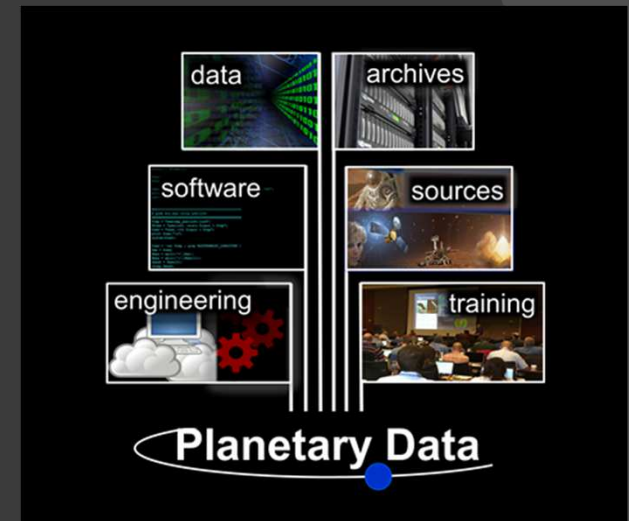 data
archives
software
sources
engineering
training
Planetary Data